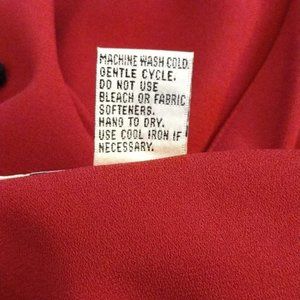 MACHINE WASH COLD.
GENTLE CYCLE.
DO NOT USE
BLEACH OR FABRIC
SOFTENERS.
HANG TO DRY.
USE COOL IRON IF
NECESSARY.